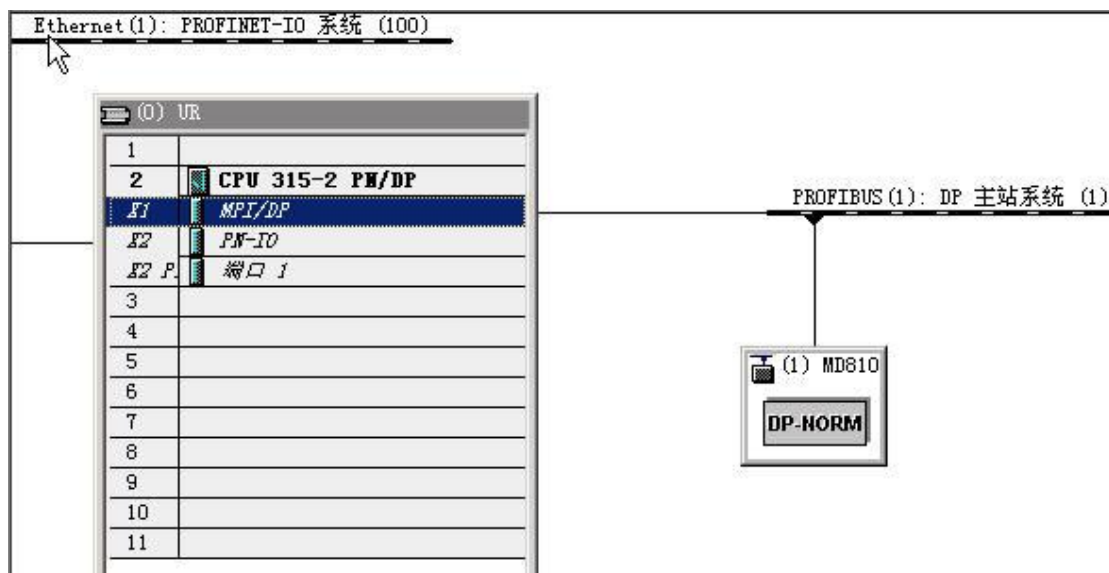 Ethernet(1): PROFINET-IO 系统 (100)
(0) UR
1
2 CPU 315-2 PN/DP
X1 MPI/DP
X2 PN-IO
X2 P. 端口 1
3
4
5
6
7
8
9
10
11
PROFIBUS(1): DP 主站系统 (1)
(1) MD810
DP-NORM